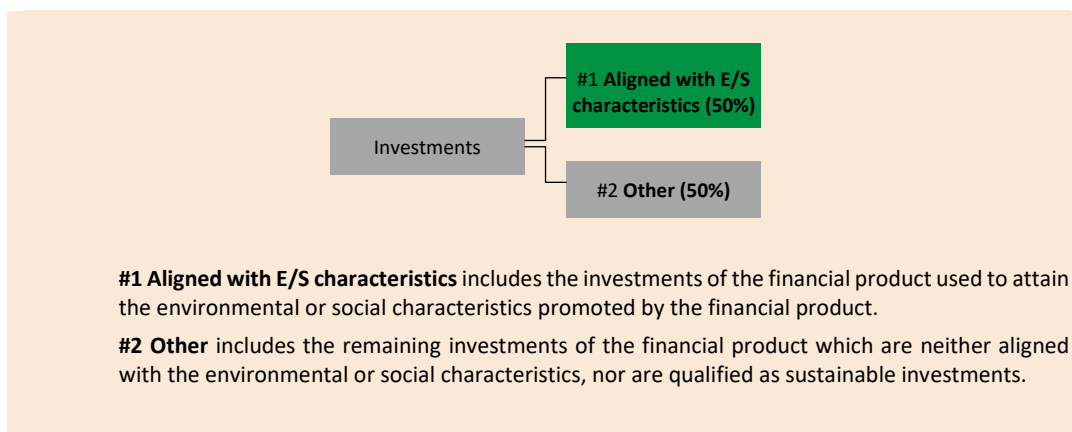 #1 Aligned with E/S
characteristics (50%)
Investments
#2 Other (50%)
#1 Aligned with E/S characteristics includes the investments of the financial product used to attain
the environmental or social characteristics promoted by the financial product.
#2 Other includes the remaining investments of the financial product which are neither aligned
with the environmental or social characteristics, nor are qualified as sustainable investments.